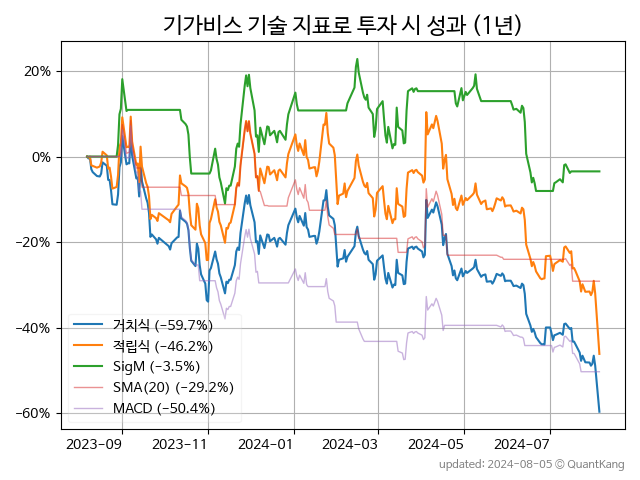 기가비스 기술 지표로 투자 시 성과 (1년)
20%
0%
−20%
−40%
−60%
거치식 (−59.7%)
적립식 (−46.2%)
SigM (−3.5%)
SMA(20) (−29.2%)
MACD (−50.4%)
2023-09
2023-11
2024-01
2024-03
2024-05
2024-07
updated: 2024-08-05 © QuantKang